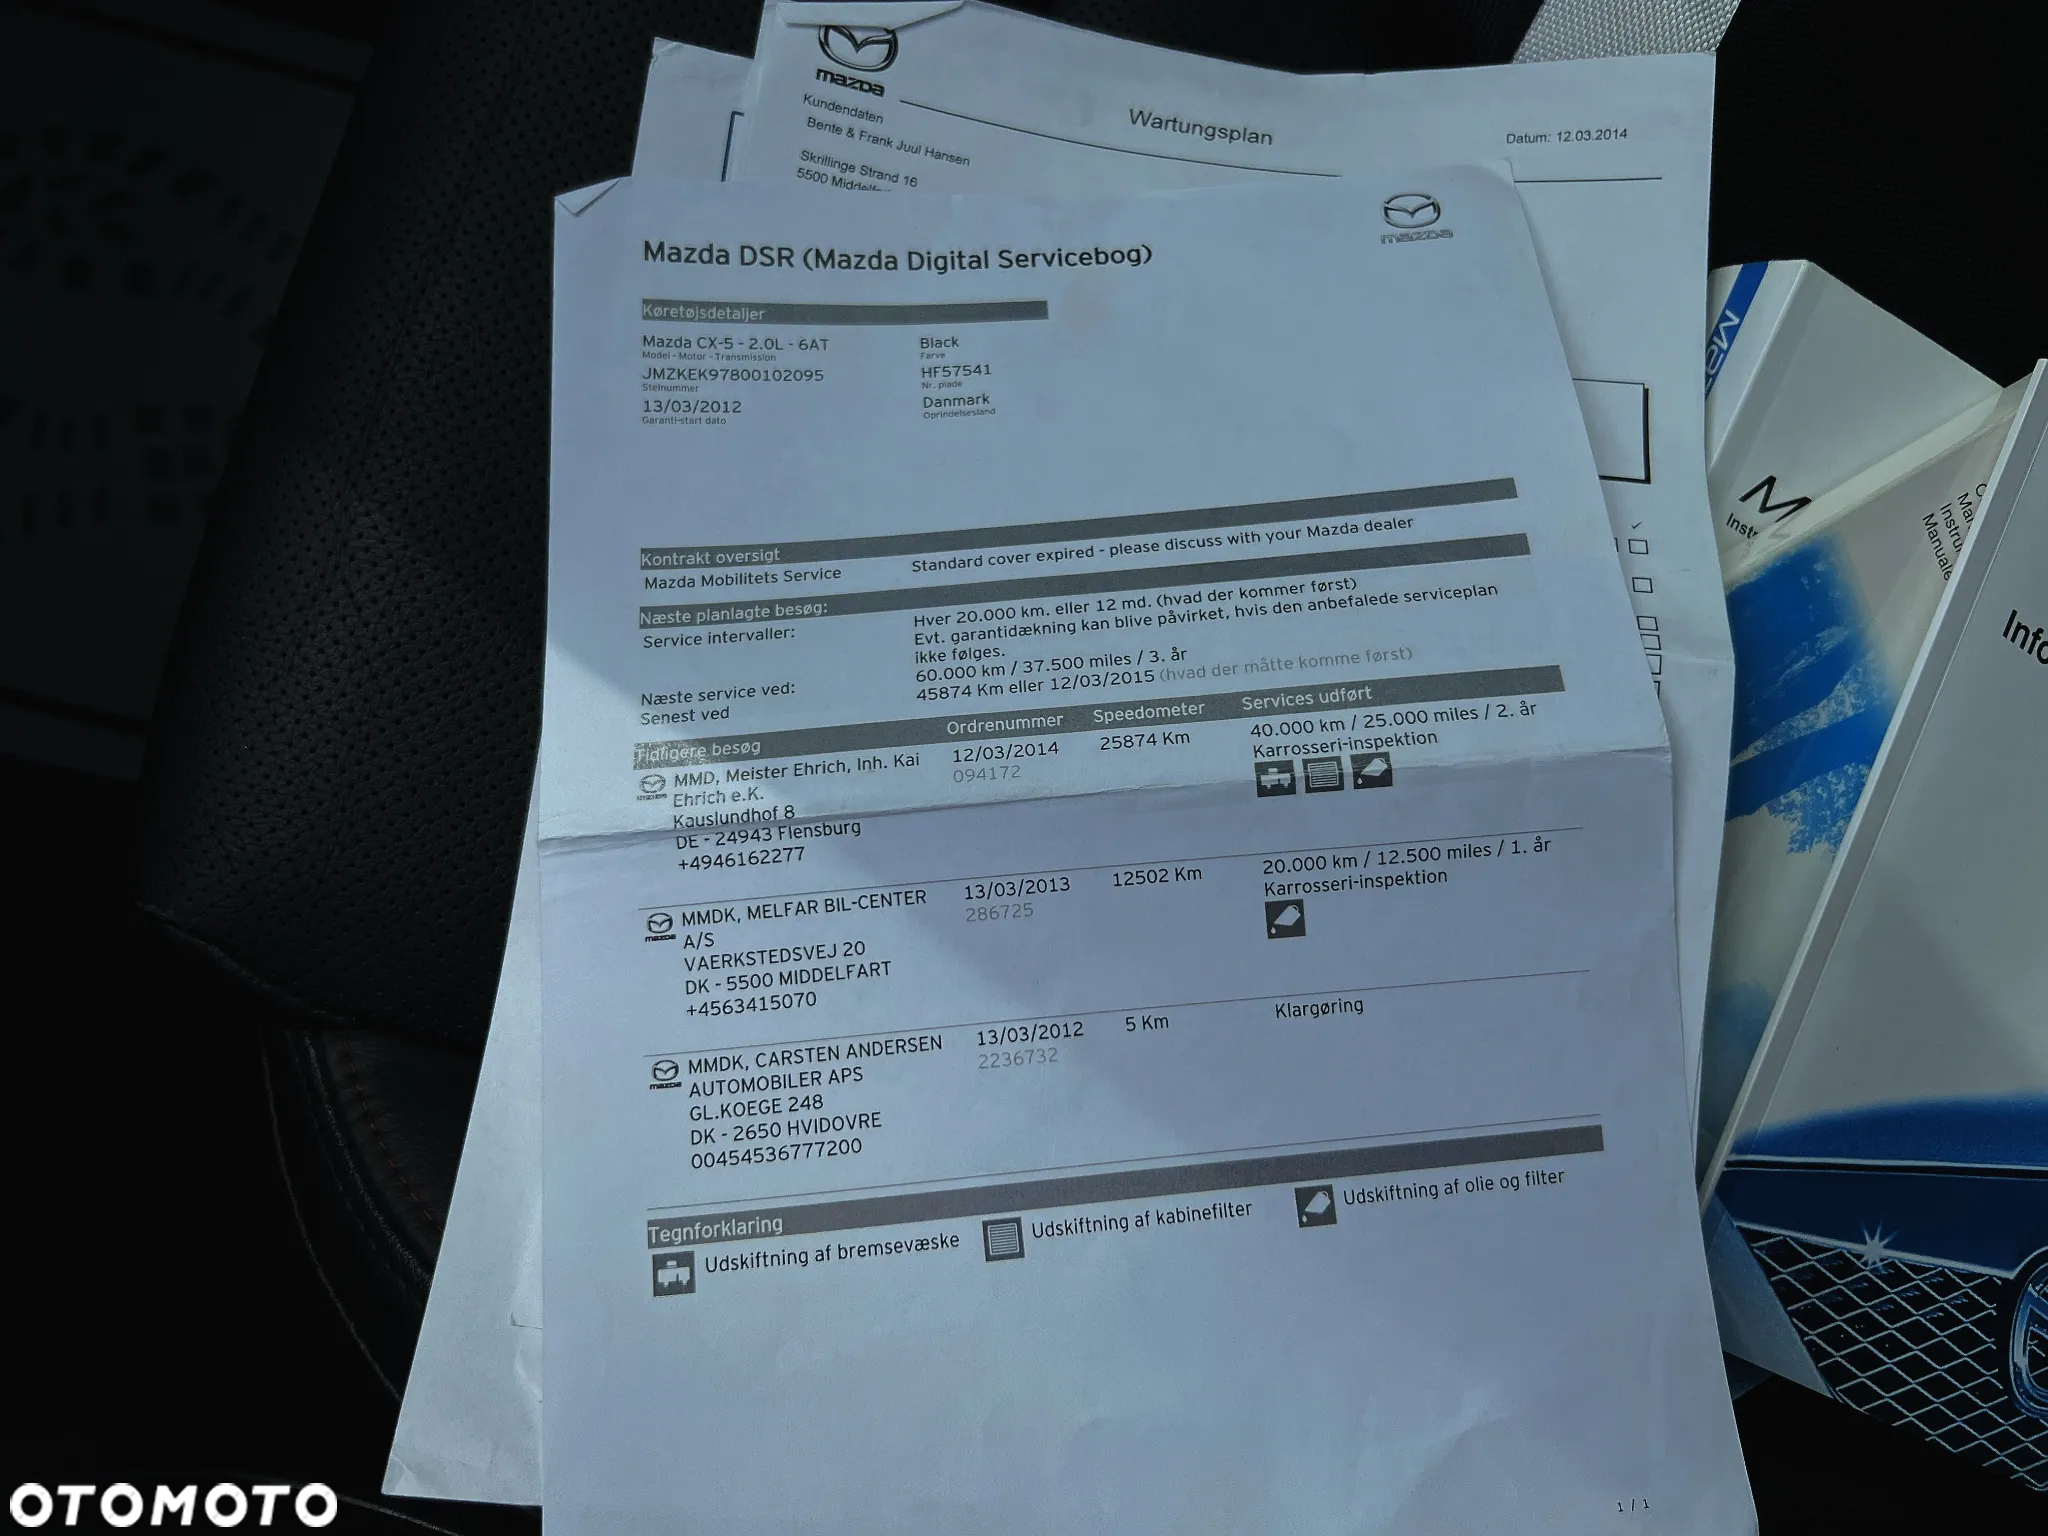 mazda
Kundendaten
Bente & Frank Juul Hansen
Skrillinge Strand 16
5500
Wartungsplan
Datum: 12.03.2014
mazda
Mazda DSR (Mazda Digital Servicebog)
Køretøjsdetaljer
Mazda CX-5 - 2.0L - 6AT
Model - Motor - Transmission
JMZKEK97800102095
Stelnummer
13/03/2012
Garanti-start dato
Black
Farve
HF57541
Nr. plade
Danmark
Oprindelsesland
Kontrakt oversigt
Mazda Mobilitets Service Standard cover expired - please discuss with your Mazda dealer
Næste planlagte besøg:
Service intervaller: Hver 20.000 km. eller 12 md. (hvad der kommer først)
Evt. garantidækning kan blive påvirket, hvis den anbefalede serviceplan
ikke følges.
Næste service ved: 60.000 km / 37.500 miles / 3. år
Senest ved 45874 Km eller 12/03/2015 (hvad der måtte komme først)
Tidligere besøg Ordrenummer Speedometer Services udført
MMD, Meister Ehrich, Inh. Kai 12/03/2014 25874 Km 40.000 km / 25.000 miles / 2. år
Ehrich e.K. 094172 Karrosseri-inspektion
Kauslundhof 8
DE - 24943 Flensburg
+4946162277
mazda
MMDK, MELFAR BIL-CENTER 13/03/2013 12502 Km 20.000 km / 12.500 miles / 1. år
A/S 286725 Karrosseri-inspektion
VAERKSTEDSVEJ 20
DK - 5500 MIDDELFART
+4563415070
mazda
MMDK, CARSTEN ANDERSEN 13/03/2012 5 Km Klargøring
AUTOMOBILER APS 2236732
GL.KOEGE 248
DK - 2650 HVIDOVRE
00454536777200
Tegnforklaring
Udskiftning af bremsevæske Udskiftning af kabinefilter Udskiftning af olie og filter
1 / 1
Manuale
OTOMOTO